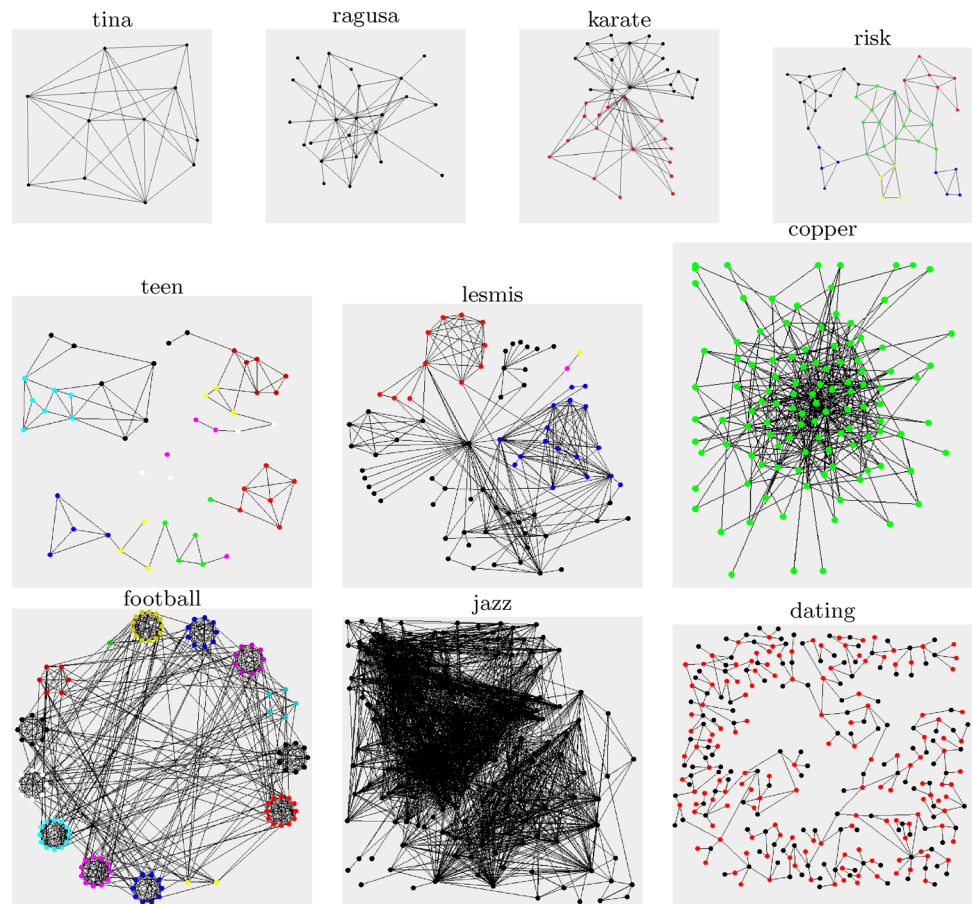 tina
ragusa
karate
risk
copper
teen
lesmis
football
jazz
dating